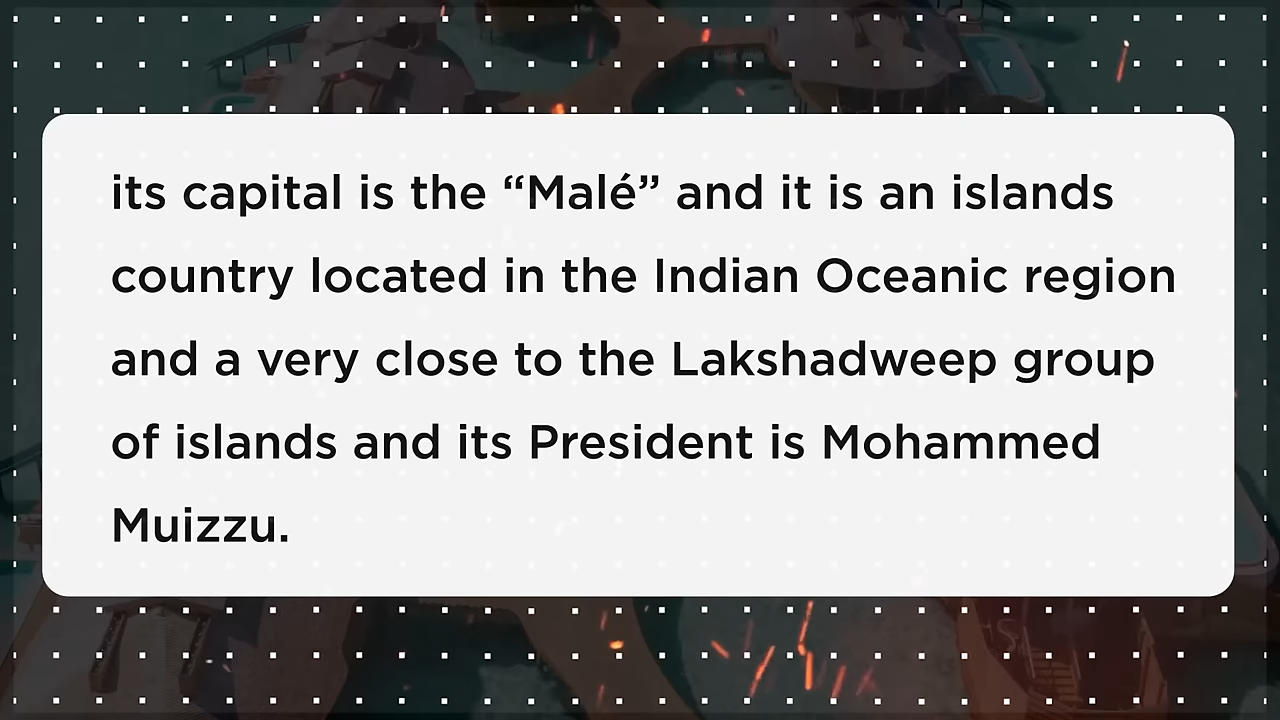 its capital is the “Malé” and it is an islands
country located in the Indian Oceanic region
and a very close to the Lakshadweep group
of islands and its President is Mohammed
Muizzu.